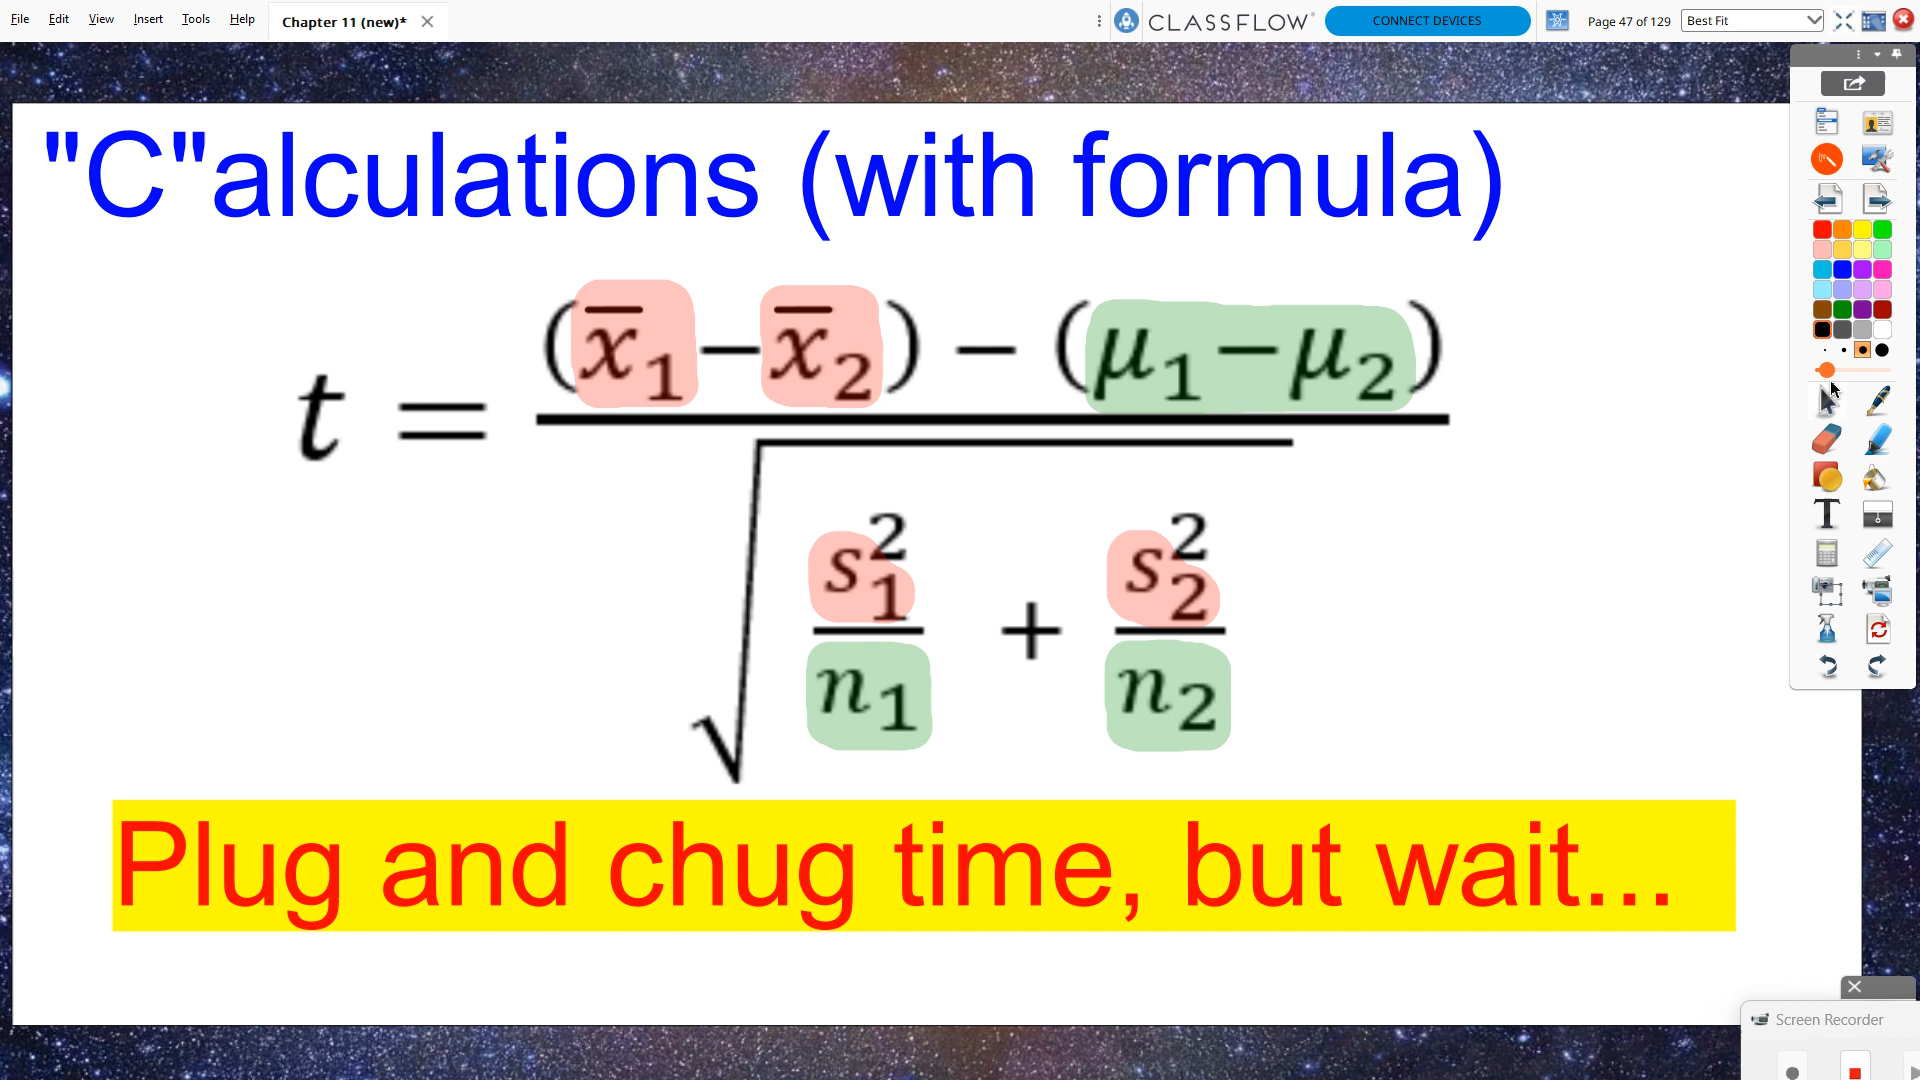 File Edit View Insert Tools Help Chapter 11 (new)* CLASSFLOW CONNECT DEVICES Page 47 of 129 Best Fit
"C"alculations (with formula)
t = ((x̄₁ − x̄₂) − (μ₁ − μ₂)) / √(s₁²/n₁ + s₂²/n₂)
Plug and chug time, but wait...
Screen Recorder